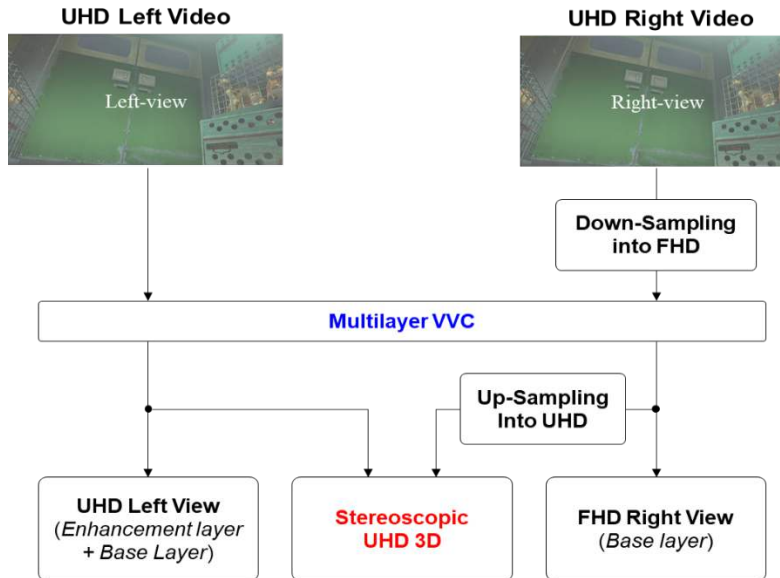 UHD Left Video
UHD Right Video
Left-view
Right-view
Down-Sampling
into FHD
Multilayer VVC
Up-Sampling
Into UHD
UHD Left View
(Enhancement layer
+ Base Layer)
Stereoscopic
UHD 3D
FHD Right View
(Base layer)